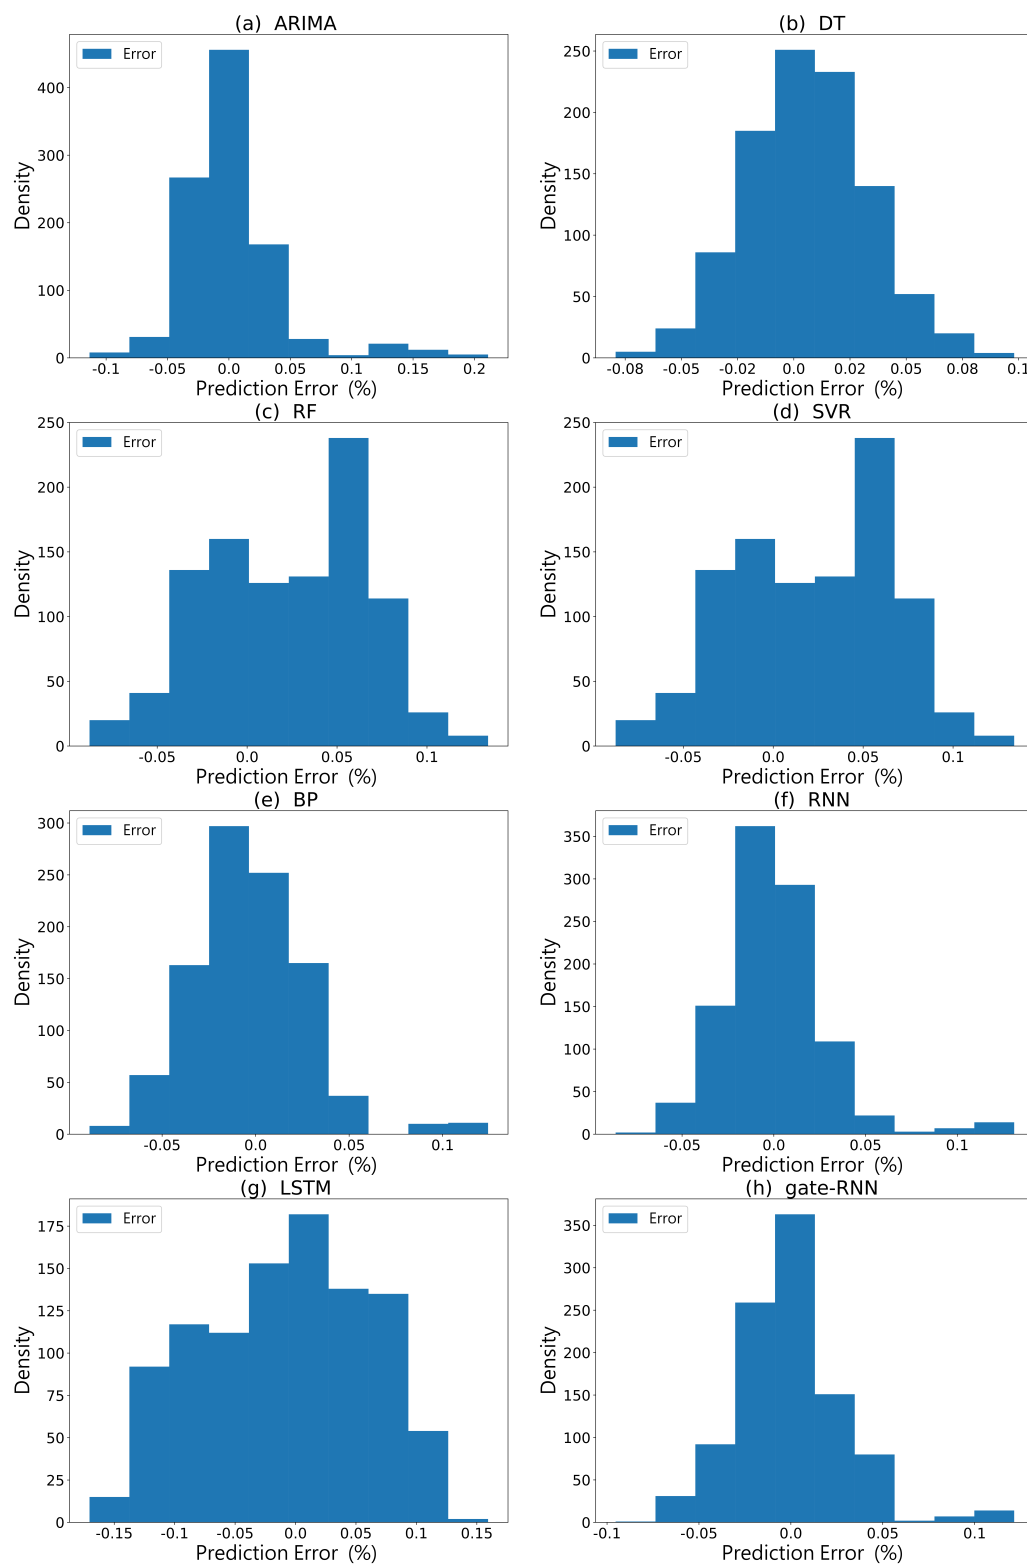 (a) ARIMA
Error
Density
400
300
200
100
0
-0.1 -0.05 0.0 0.05 0.1 0.15 0.2
Prediction Error (%)
(b) DT
Error
Density
250
200
150
100
50
0
-0.08 -0.05 -0.02 0.0 0.02 0.05 0.08 0.1
Prediction Error (%)
(c) RF
Error
Density
250
200
150
100
50
0
-0.05 0.0 0.05 0.1
Prediction Error (%)
(d) SVR
Error
Density
250
200
150
100
50
0
-0.05 0.0 0.05 0.1
Prediction Error (%)
(e) BP
Error
Density
300
250
200
150
100
50
0
-0.05 0.0 0.05 0.1
Prediction Error (%)
(f) RNN
Error
Density
350
300
250
200
150
100
50
0
-0.05 0.0 0.05 0.1
Prediction Error (%)
(g) LSTM
Error
Density
175
150
125
100
75
50
25
0
-0.15 -0.1 -0.05 0.0 0.05 0.1 0.15
Prediction Error (%)
(h) gate-RNN
Error
Density
350
300
250
200
150
100
50
0
-0.1 -0.05 0.0 0.05 0.1
Prediction Error (%)